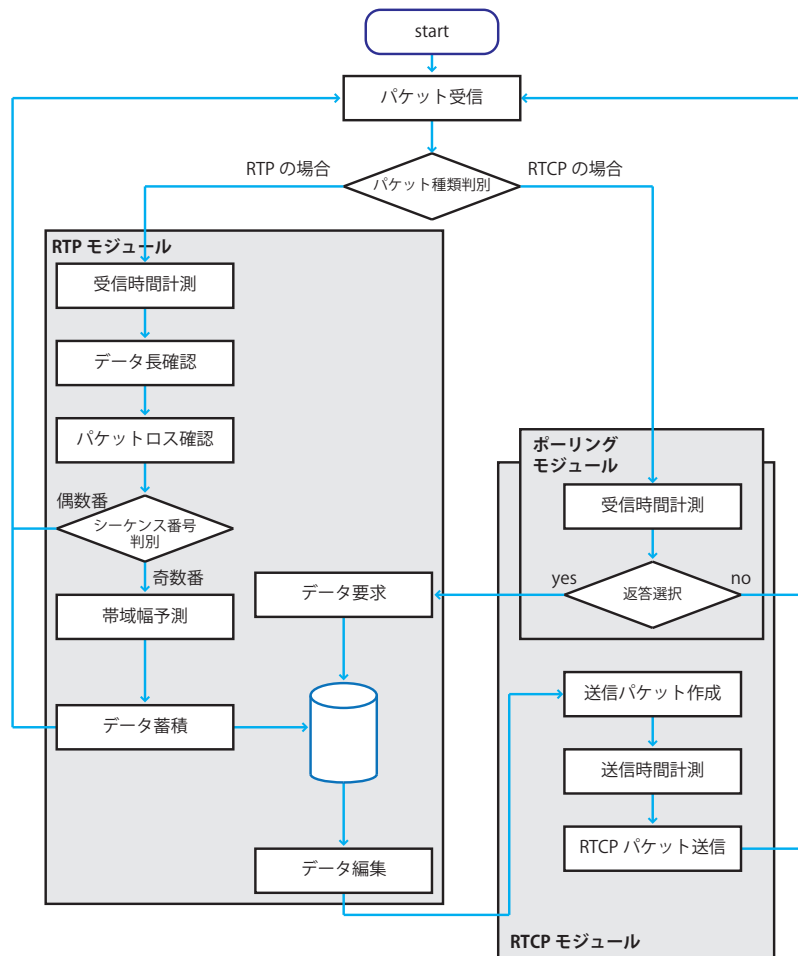 start
パケット受信
RTP の場合
パケット種類判別
RTCP の場合
RTP モジュール
受信時間計測
データ長確認
パケットロス確認
偶数番
シーケンス番号
判別
奇数番
帯域幅予測
データ蓄積
データ要求
データ編集
ポーリング
モジュール
受信時間計測
yes
返答選択
no
送信パケット作成
送信時間計測
RTCP パケット送信
RTCP モジュール